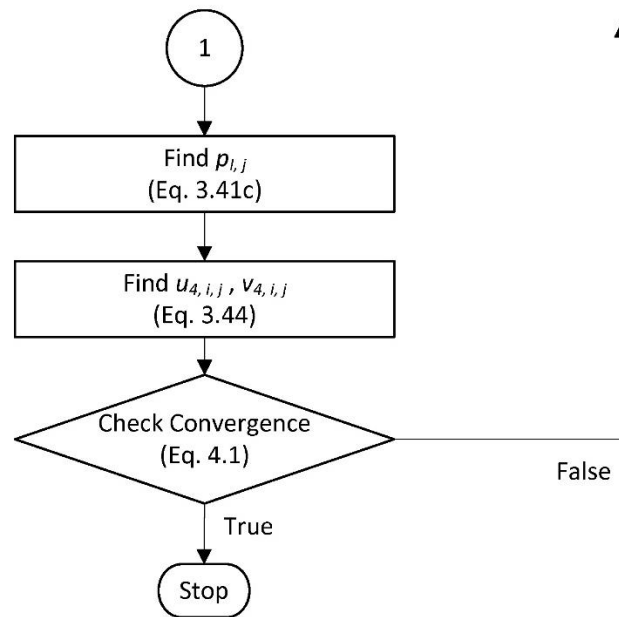 1
Find p_{i, j}
(Eq. 3.41c)
Find u_{4, i, j} , v_{4, i, j}
(Eq. 3.44)
Check Convergence
(Eq. 4.1)
False
True
Stop